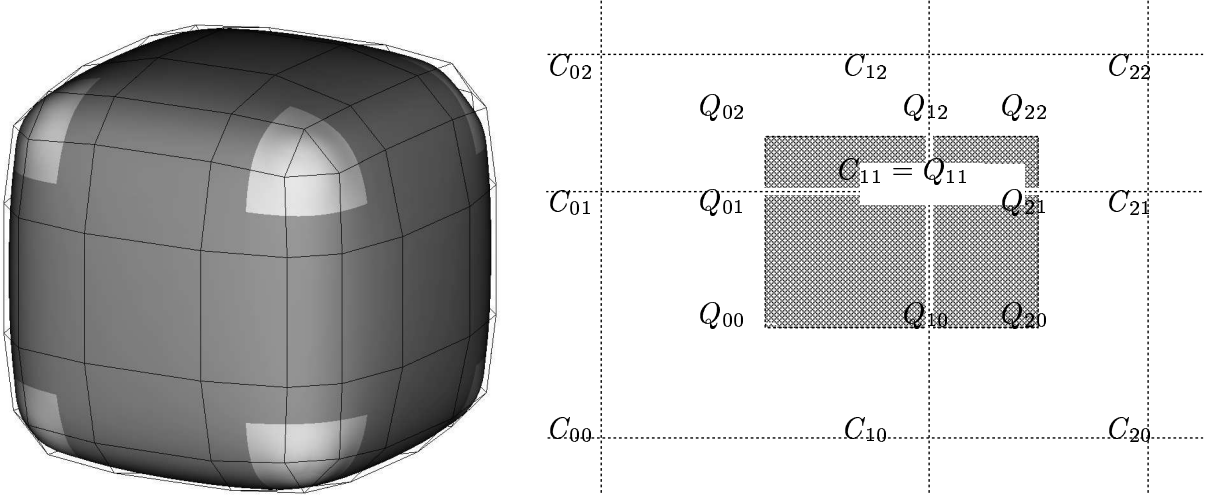 C₀₂ C₁₂ C₂₂
Q₀₂ Q₁₂ Q₂₂
C₁₁ = Q₁₁
C₀₁ Q₀₁ Q₂₁ C₂₁
Q₀₀ Q₁₀ Q₂₀
C₀₀ C₁₀ C₂₀